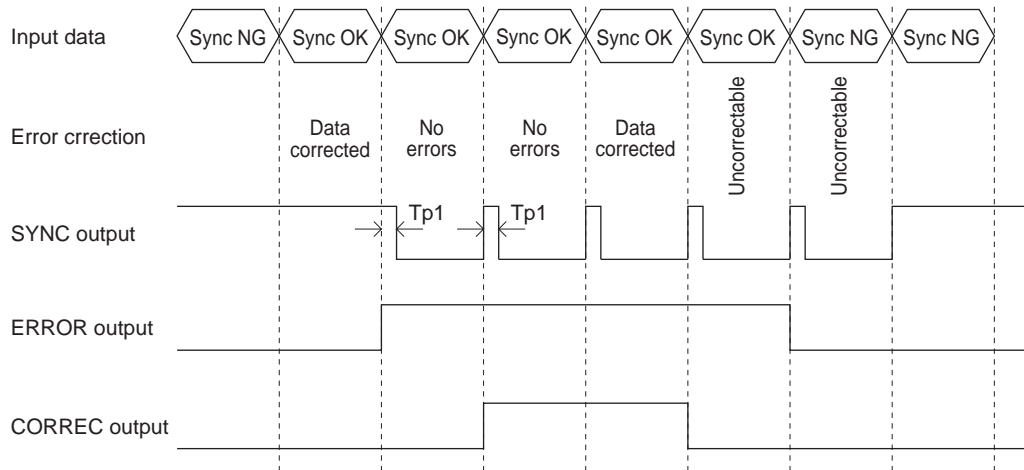 Input data
Sync NG Sync OK Sync OK Sync OK Sync OK Sync OK Sync NG Sync NG
Error crrection
Data
corrected
No
errors
No
errors
Data
corrected
Uncorrectable
Uncorrectable
SYNC output
Tp1 Tp1
ERROR output
CORREC output